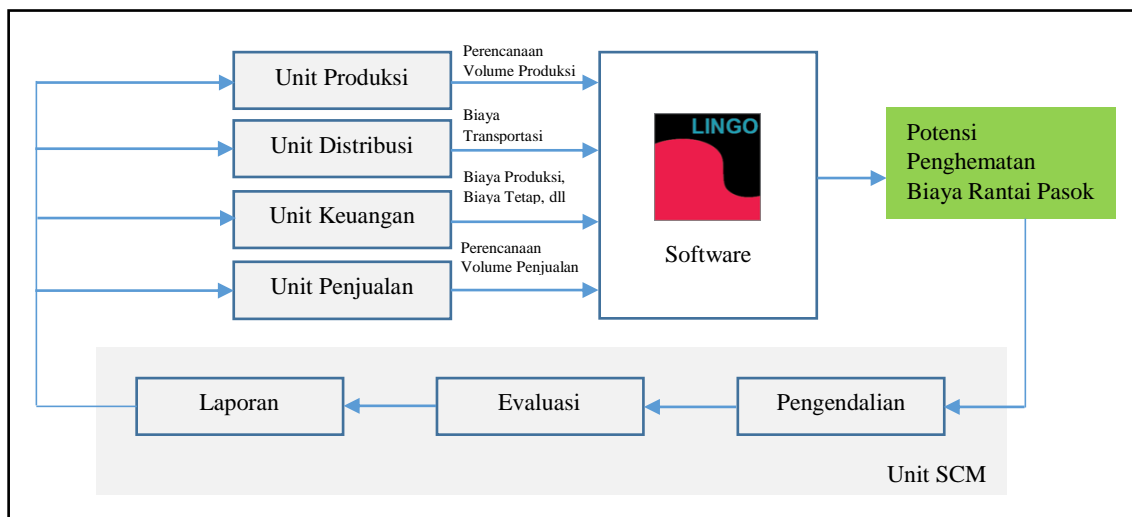 Unit Produksi
Perencanaan
Volume Produksi
Unit Distribusi
Biaya
Transportasi
Unit Keuangan
Biaya Produksi,
Biaya Tetap, dll
Unit Penjualan
Perencanaan
Volume Penjualan
LINGO
Software
Potensi
Penghematan
Biaya Rantai Pasok
Laporan
Evaluasi
Pengendalian
Unit SCM